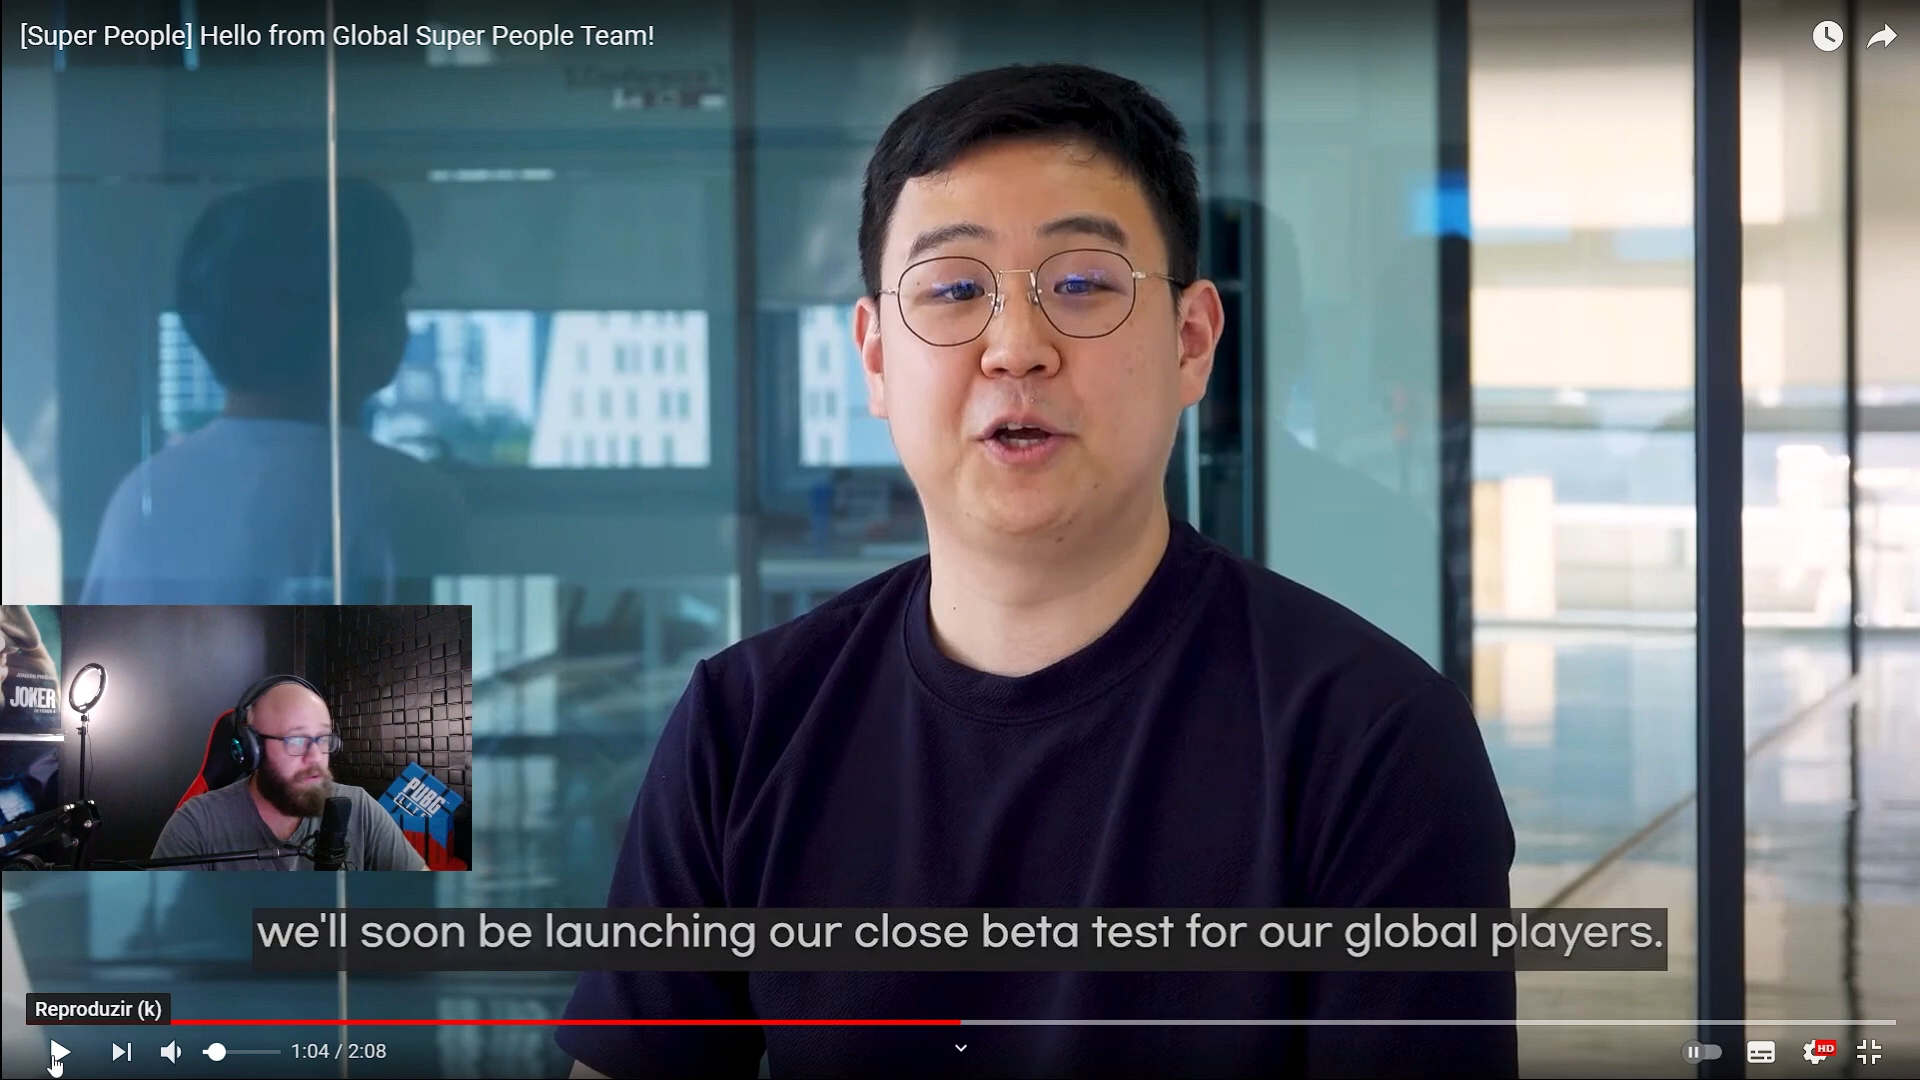 [Super People] Hello from Global Super People Team!
JOKER
PUBG
LITE
we'll soon be launching our close beta test for our global players.
Reproduzir (k)
1:04 / 2:08
HD